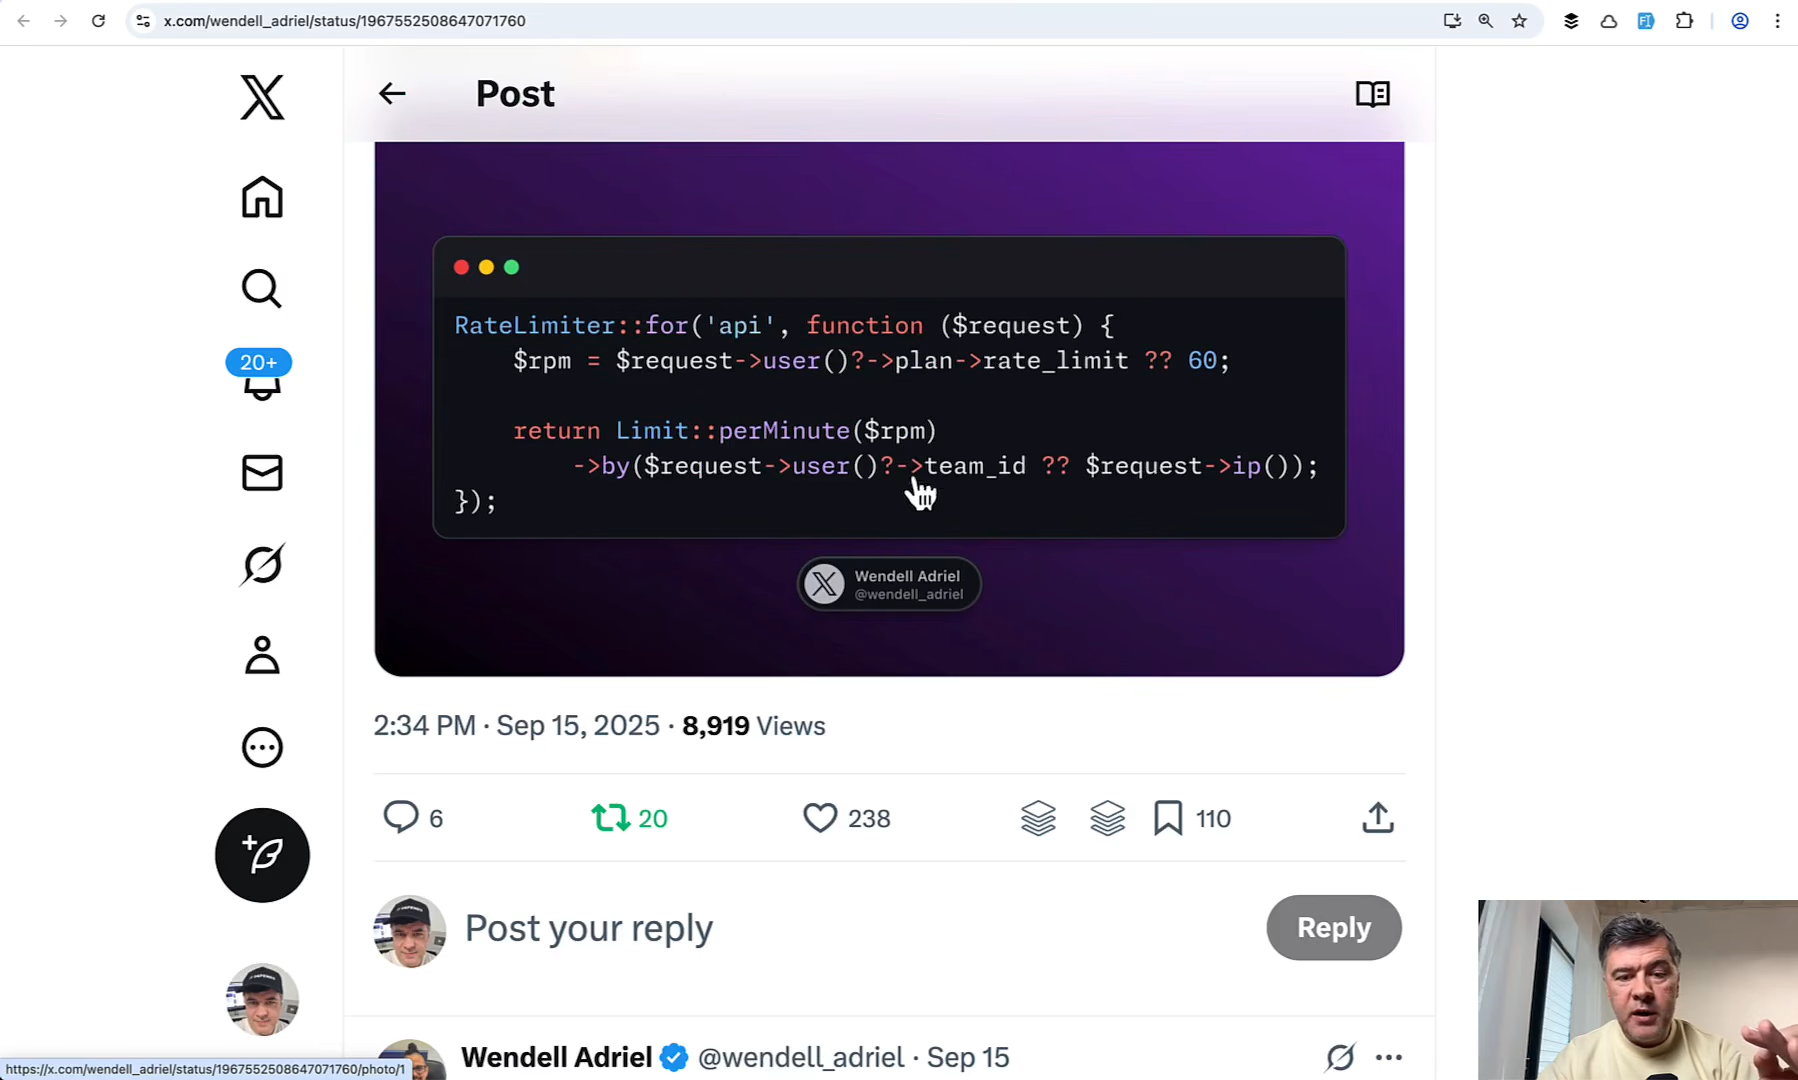 x.com/wendell_adriel/status/1967552508647071760
Post
RateLimiter::for('api', function ($request) {
    $rpm = $request->user()?->plan->rate_limit ?? 60;
    return Limit::perMinute($rpm)
        ->by($request->user()?->team_id ?? $request->ip());
});
Wendell Adriel
@wendell_adriel
20+
2:34 PM · Sep 15, 2025 · 8,919 Views
6
20
238
110
Post your reply
Reply
Wendell Adriel @wendell_adriel · Sep 15
https://x.com/wendell_adriel/status/1967552508647071760/photo/1